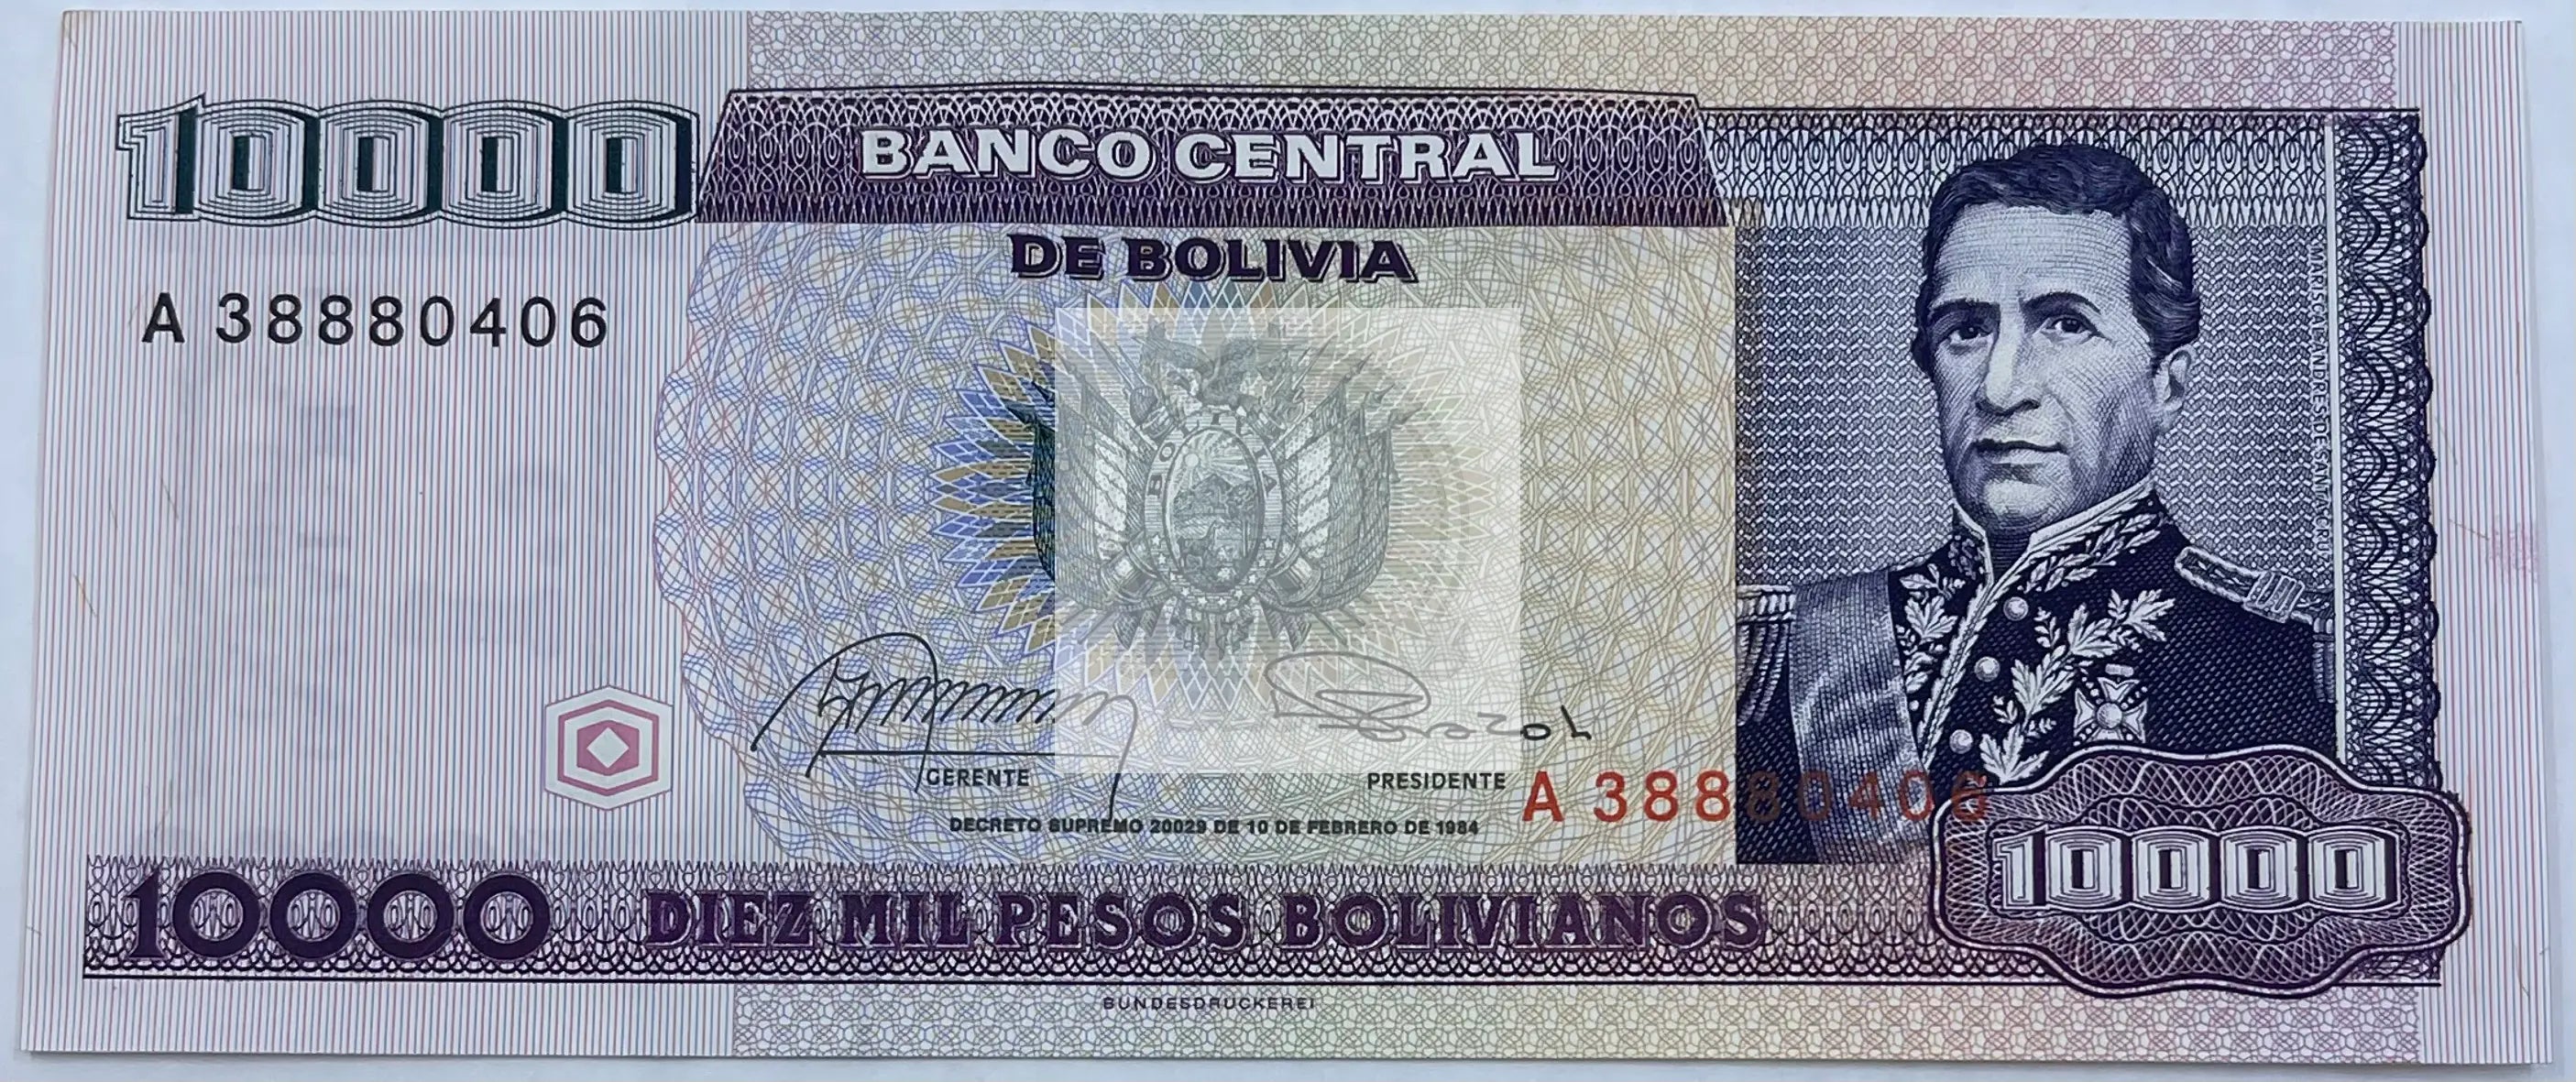 10000
BANCO CENTRAL
DE BOLIVIA
A 38880406
MARISCAL ANDRES DE SANTA CRUZ
BOLIVIA
GERENTE
PRESIDENTE
A 38880406
DECRETO SUPREMO 20029 DE 10 DE FEBRERO DE 1984
10000
10000 DIEZ MIL PESOS BOLIVIANOS
BUNDESDRUCKEREI